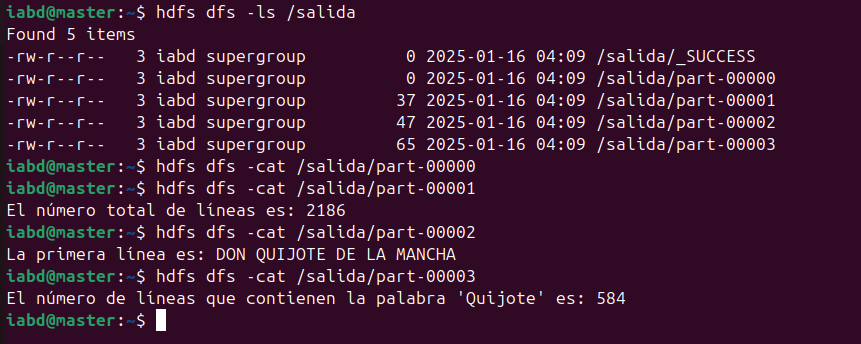 iabd@master:~$ hdfs dfs -ls /salida
Found 5 items
-rw-r--r--   3 iabd supergroup          0 2025-01-16 04:09 /salida/_SUCCESS
-rw-r--r--   3 iabd supergroup          0 2025-01-16 04:09 /salida/part-00000
-rw-r--r--   3 iabd supergroup         37 2025-01-16 04:09 /salida/part-00001
-rw-r--r--   3 iabd supergroup         47 2025-01-16 04:09 /salida/part-00002
-rw-r--r--   3 iabd supergroup         65 2025-01-16 04:09 /salida/part-00003
iabd@master:~$ hdfs dfs -cat /salida/part-00000
iabd@master:~$ hdfs dfs -cat /salida/part-00001
El número total de líneas es: 2186
iabd@master:~$ hdfs dfs -cat /salida/part-00002
La primera línea es: DON QUIJOTE DE LA MANCHA
iabd@master:~$ hdfs dfs -cat /salida/part-00003
El número de líneas que contienen la palabra 'Quijote' es: 584
iabd@master:~$